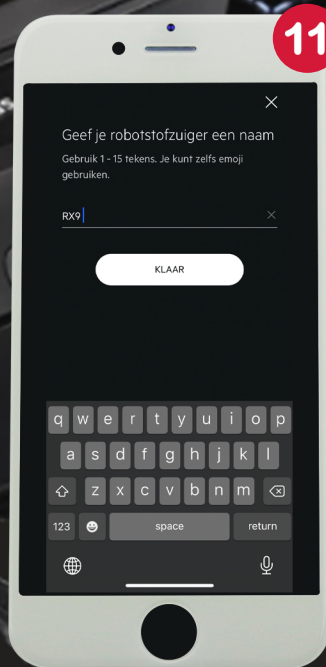 11
Geef je robotstofzuiger een naam
Gebruik 1 - 15 tekens. Je kunt zelfs emoji
gebruiken.
RX9
KLAAR
q w e r t y u i o p
a s d f g h j k l
z x c v b n m
123 space return